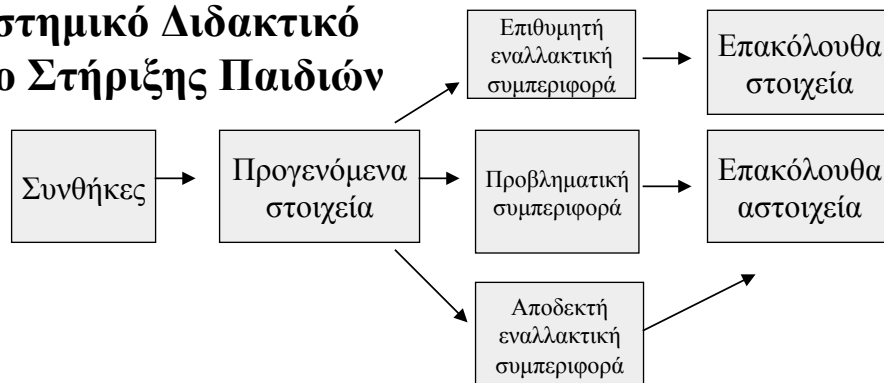 στημικό Διδακτικό
ο Στήριξης Παιδιών
Επιθυμητή
εναλλακτική
συμπεριφορά
Επακόλουθα
στοιχεία
Συνθήκες
Προγενόμενα
στοιχεία
Προβληματική
συμπεριφορά
Επακόλουθα
αστοιχεία
Αποδεκτή
εναλλακτική
συμπεριφορά